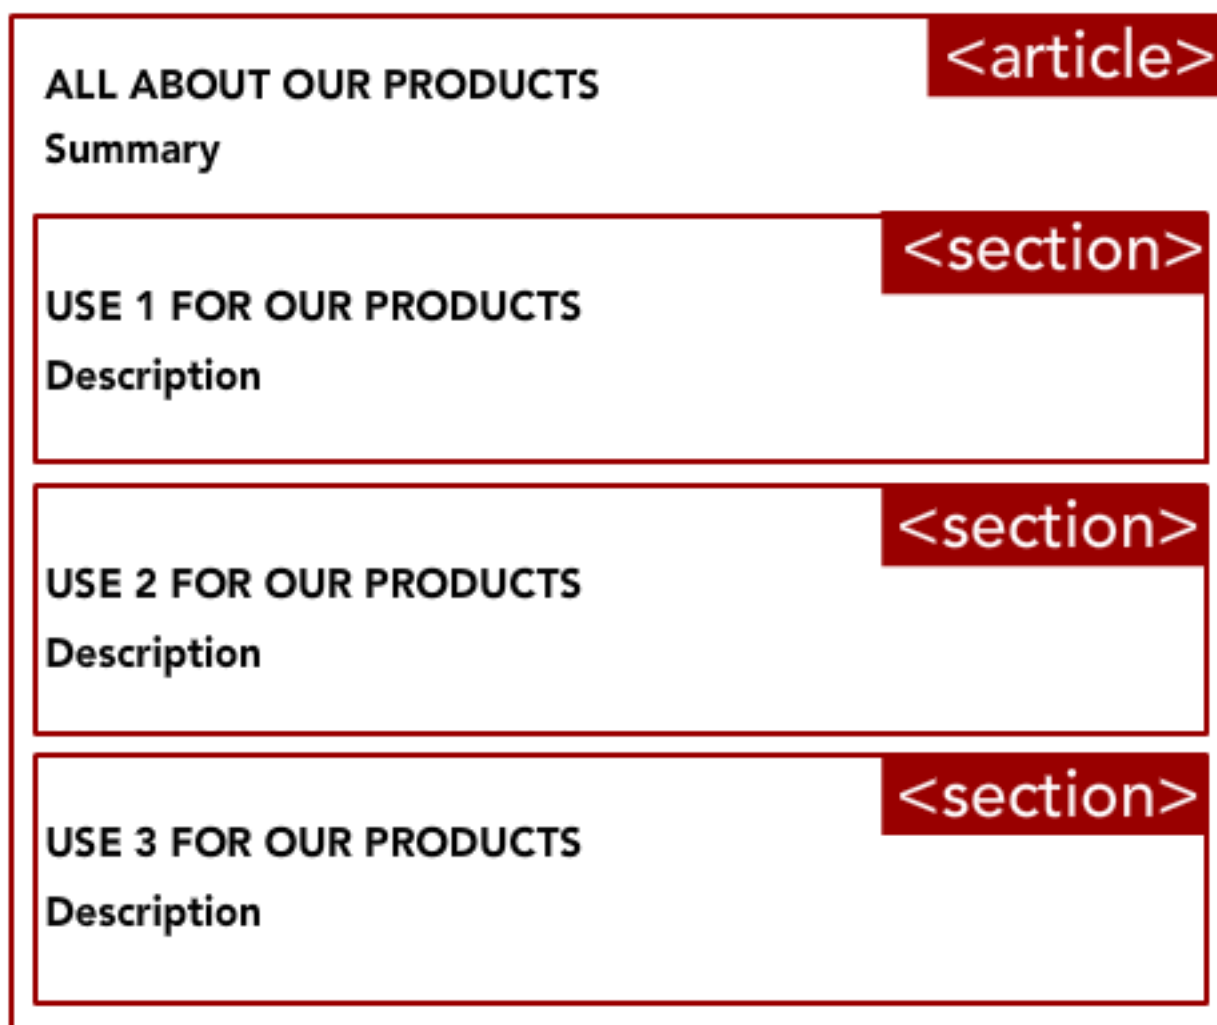 <article>
ALL ABOUT OUR PRODUCTS
Summary
<section>
USE 1 FOR OUR PRODUCTS
Description
<section>
USE 2 FOR OUR PRODUCTS
Description
<section>
USE 3 FOR OUR PRODUCTS
Description